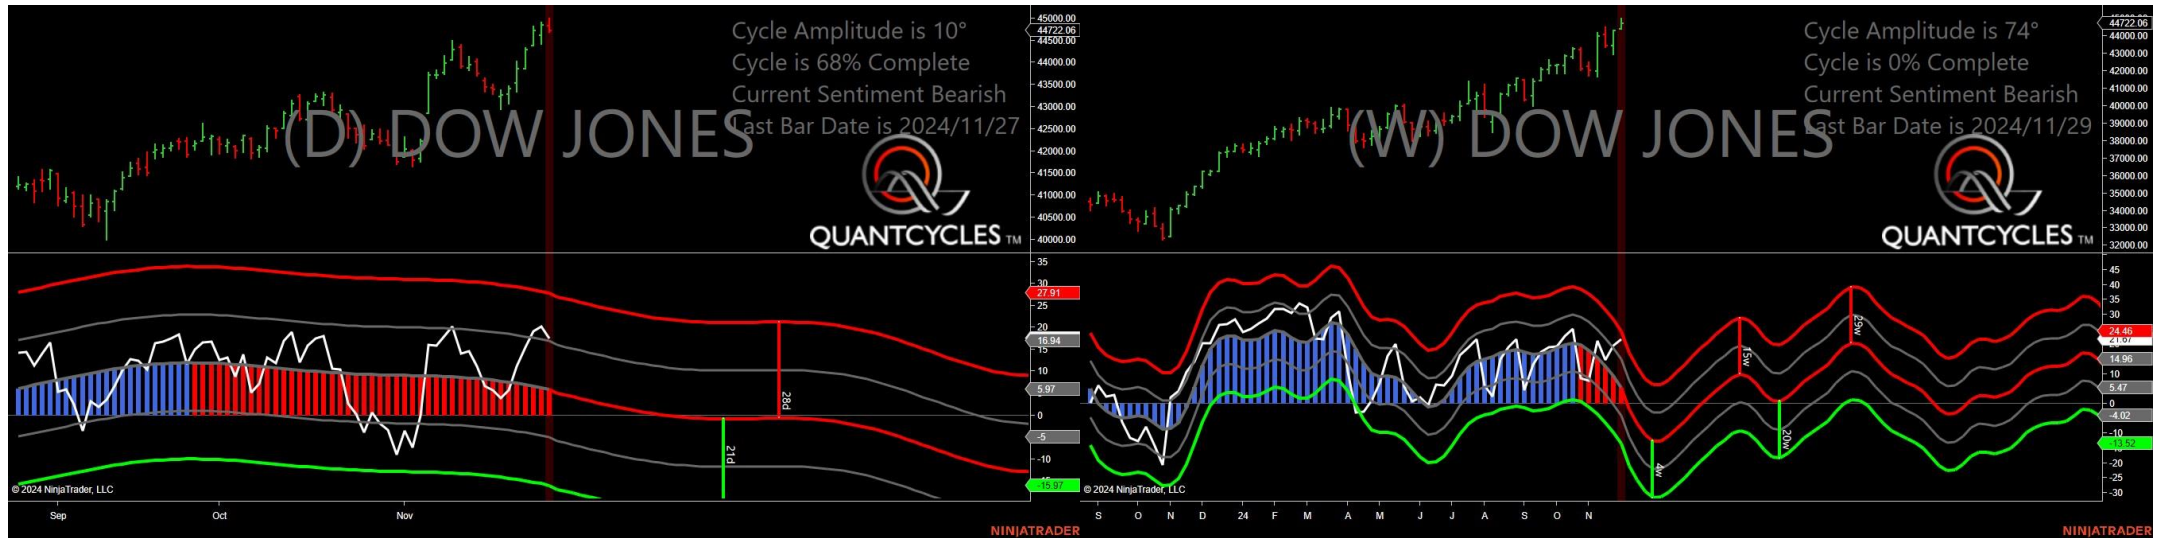 Cycle Amplitude is 10°
Cycle is 68% Complete
Current Sentiment Bearish
Last Bar Date is 2024/11/27
(D) DOW JONES
QUANTCYCLES TM
45000.00
44722.06
44500.00
44000.00
43500.00
43000.00
42500.00
42000.00
41500.00
41000.00
40500.00
40000.00
35
30
27.91
25
20
16.94
15
10
5.97
0
-5
-10
-15.97
28d
21d
© 2024 NinjaTrader, LLC
Sep Oct Nov
NINJATRADER
Cycle Amplitude is 74°
Cycle is 0% Complete
Current Sentiment Bearish
Last Bar Date is 2024/11/29
(W) DOW JONES
QUANTCYCLES TM
44722.06
44000.00
43000.00
42000.00
41000.00
40000.00
39000.00
38000.00
37000.00
36000.00
35000.00
34000.00
33000.00
32000.00
45
40
35
30
24.46
21.67
14.96
10
5.47
0
-4.02
-10
-13.52
-20
-25
-30
15w
29w
20w
4w
© 2024 NinjaTrader, LLC
S O N D 24 F M A M J J A S O N
NINJATRADER